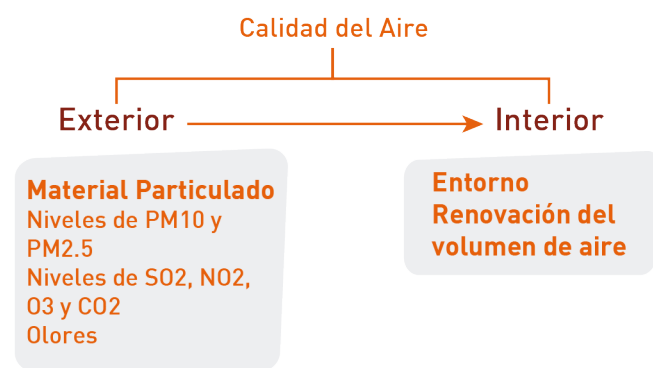 Calidad del Aire
Exterior
Interior
Material Particulado
Niveles de PM10 y
PM2.5
Niveles de SO2, NO2,
O3 y CO2
Olores
Entorno
Renovación del
volumen de aire